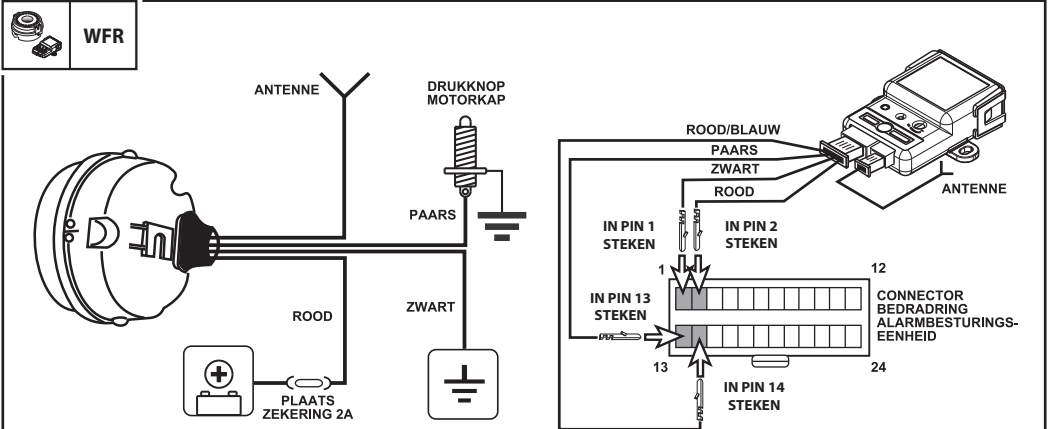 WFR
ANTENNE
DRUKKNOP
MOTORKAP
PAARS
ROOD
ZWART
PLAATS
ZEKERING 2A
ROOD/BLAUW
PAARS
ZWART
ROOD
ANTENNE
IN PIN 1
STEKEN
IN PIN 2
STEKEN
1
12
IN PIN 13
STEKEN
CONNECTOR
BEDRADRING
ALARMBESTURINGS-
EENHEID
13
24
IN PIN 14
STEKEN